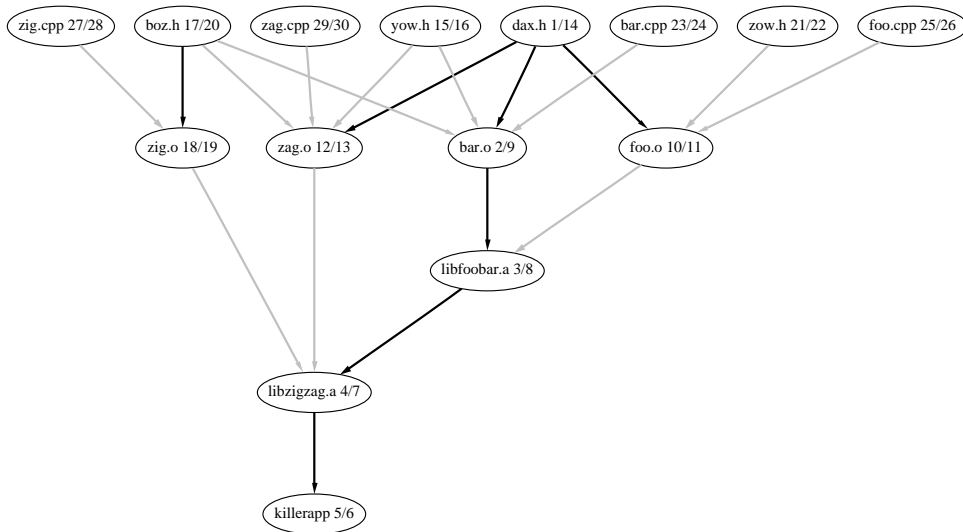 zig.cpp 27/28
boz.h 17/20
zag.cpp 29/30
yow.h 15/16
dax.h 1/14
bar.cpp 23/24
zow.h 21/22
foo.cpp 25/26
zig.o 18/19
zag.o 12/13
bar.o 2/9
foo.o 10/11
libfoobar.a 3/8
libzigzag.a 4/7
killerapp 5/6